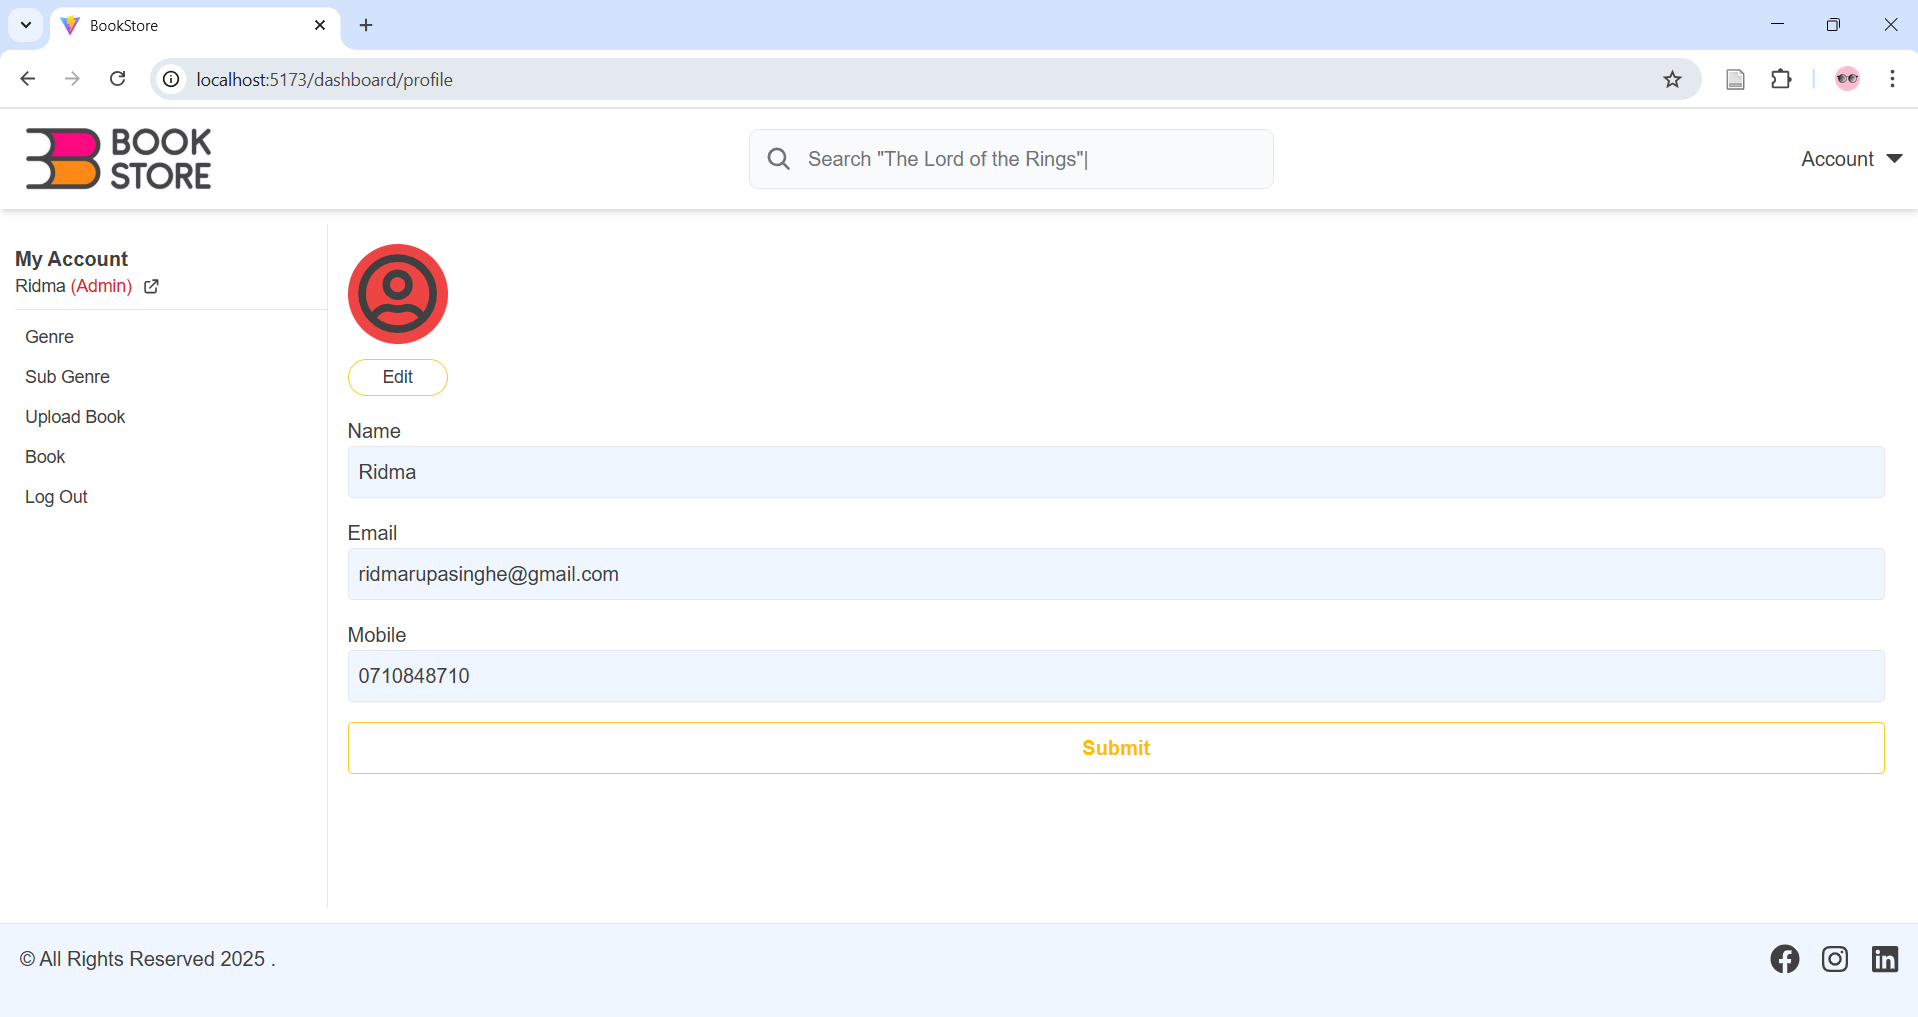 BookStore
localhost:5173/dashboard/profile
BOOK
STORE
Search "The Lord of the Rings"|
Account
My Account
Ridma (Admin)
Genre
Sub Genre
Upload Book
Book
Log Out
Edit
Name
Ridma
Email
ridmarupasinghe@gmail.com
Mobile
0710848710
Submit
© All Rights Reserved 2025 .